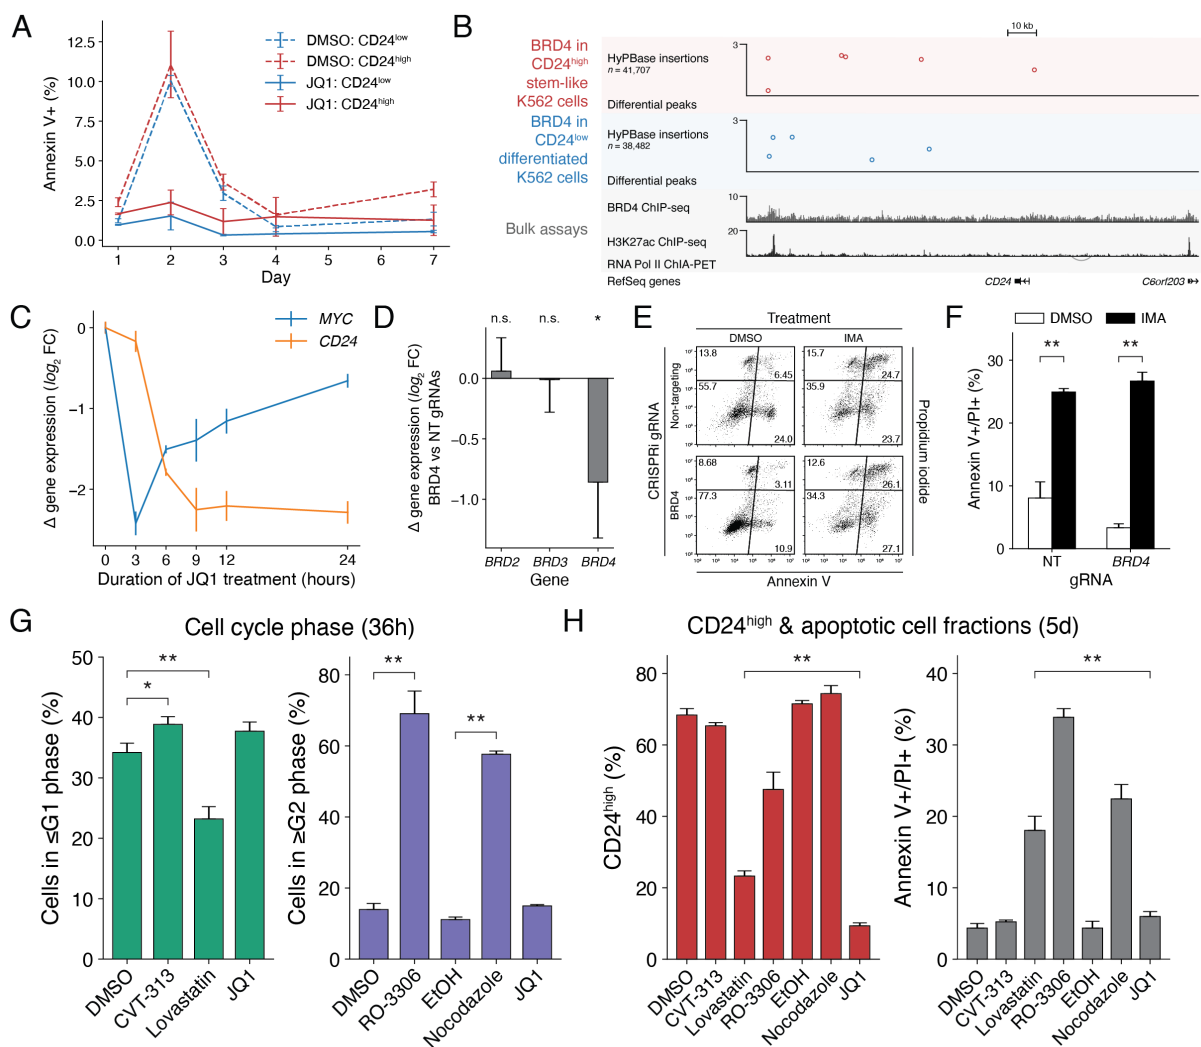 A
Annexin V+ (%)
12.5
10.0
7.5
5.0
2.5
0.0
1
2
3
4
5
6
7
Day
DMSO: CD24low
DMSO: CD24high
JQ1: CD24low
JQ1: CD24high
B
10 kb
BRD4 in
CD24high
stem-like
K562 cells
HyPBase insertions
n = 41,707
3
Differential peaks
BRD4 in
CD24low
differentiated
K562 cells
HyPBase insertions
n = 38,482
3
Differential peaks
Bulk assays
BRD4 ChIP-seq
10
H3K27ac ChIP-seq
20
RNA Pol II ChIA-PET
RefSeq genes
CD24
C6orf203
C
Δ gene expression (log2 FC)
0
−1
−2
0
3
6
9
12
24
Duration of JQ1 treatment (hours)
MYC
CD24
D
Δ gene expression (log2 FC)
BRD4 vs NT gRNAs
n.s.
n.s.
*
0.0
−0.5
−1.0
BRD2
BRD3
BRD4
Gene
E
Treatment
DMSO
IMA
CRISPRi gRNA
Non-targeting
BRD4
13.8
6.45
55.7
24.0
15.7
24.7
35.9
23.7
8.68
3.11
77.3
10.9
12.6
26.1
34.3
27.1
Propidium iodide
Annexin V
F
DMSO
IMA
**
**
Annexin V+/PI+ (%)
30
20
10
0
NT
BRD4
gRNA
G
Cell cycle phase (36h)
Cells in ≤G1 phase (%)
50
40
30
20
10
0
**
*
DMSO
CVT-313
Lovastatin
JQ1
Cells in ≥G2 phase (%)
80
60
40
20
0
**
**
DMSO
RO-3306
EtOH
Nocodazole
JQ1
H
CD24high & apoptotic cell fractions (5d)
CD24high (%)
80
60
40
20
0
**
DMSO
CVT-313
Lovastatin
RO-3306
EtOH
Nocodazole
JQ1
Annexin V+/PI+ (%)
40
30
20
10
0
**
DMSO
CVT-313
Lovastatin
RO-3306
EtOH
Nocodazole
JQ1